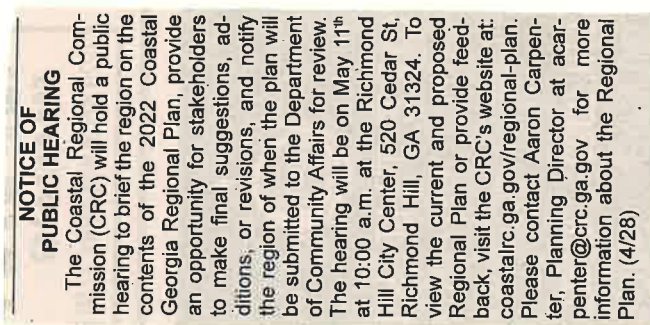 NOTICE OF
PUBLIC HEARING
The Coastal Regional Com-
mission (CRC) will hold a public
hearing to brief the region on the
contents of the 2022 Coastal
Georgia Regional Plan, provide
an opportunity for stakeholders
to make final suggestions, ad-
ditions, or revisions, and notify
the region of when the plan will
be submitted to the Department
of Community Affairs for review.
The hearing will be on May 11th
at 10:00 a.m. at the Richmond
Hill City Center, 520 Cedar St,
Richmond Hill, GA 31324. To
view the current and proposed
Regional Plan or provide feed-
back, visit the CRC's website at:
coastalrc.ga.gov/regional-plan.
Please contact Aaron Carpen-
ter, Planning Director at acar-
penter@crc.ga.gov for more
information about the Regional
Plan. (4/28)